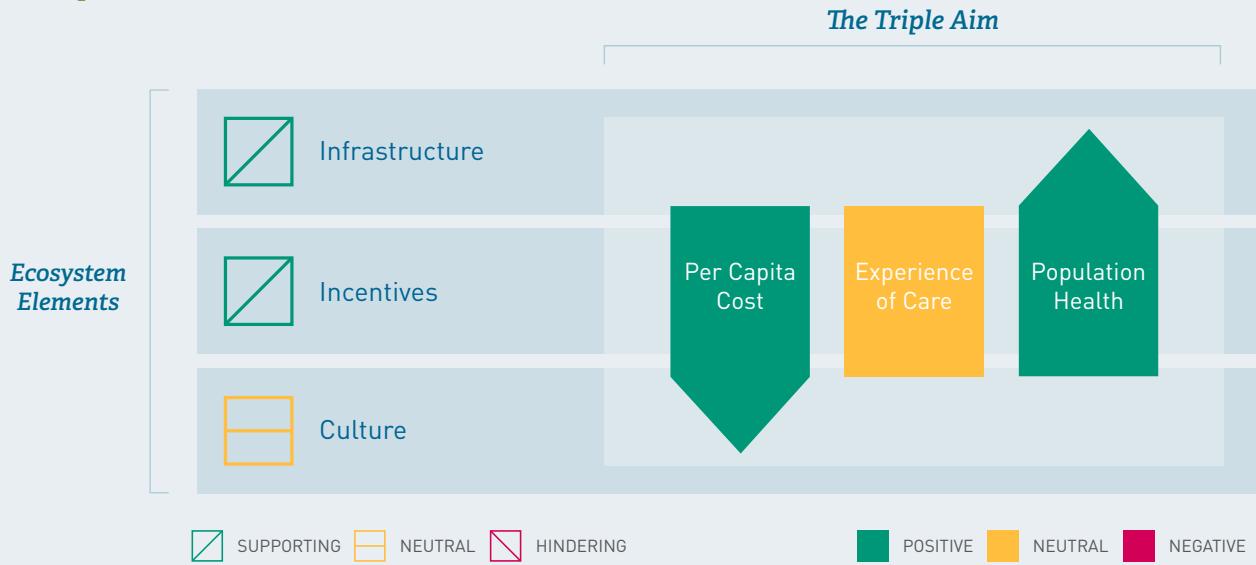 The Triple Aim
Infrastructure
Ecosystem
Elements
Incentives
Per Capita
Cost
Experience
of Care
Population
Health
Culture
SUPPORTING NEUTRAL HINDERING POSITIVE NEUTRAL NEGATIVE